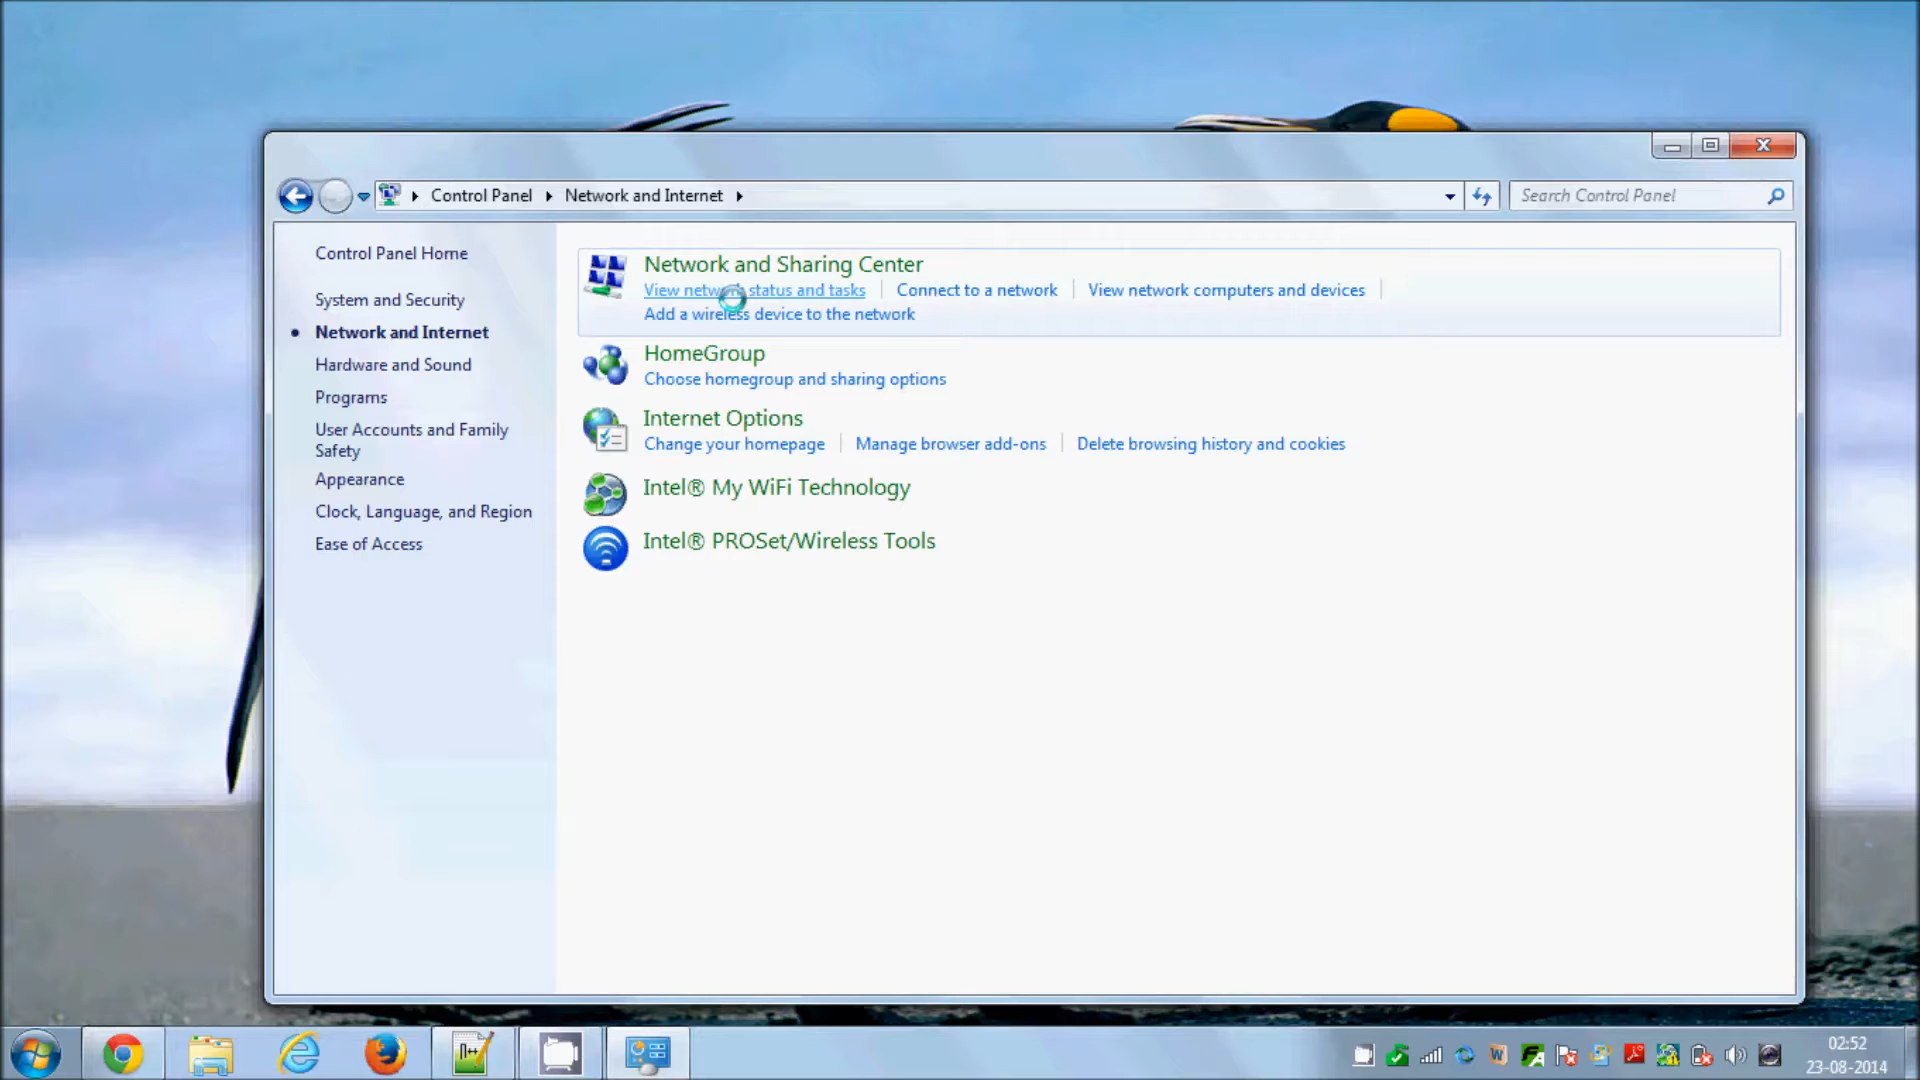 Control Panel
Network and Internet
Search Control Panel
Control Panel Home
System and Security
Network and Internet
Hardware and Sound
Programs
User Accounts and Family
Safety
Appearance
Clock, Language, and Region
Ease of Access
Network and Sharing Center
View network status and tasks
Connect to a network
View network computers and devices
Add a wireless device to the network
HomeGroup
Choose homegroup and sharing options
Internet Options
Change your homepage
Manage browser add-ons
Delete browsing history and cookies
Intel® My WiFi Technology
Intel® PROSet/Wireless Tools
02:52
23-08-2014